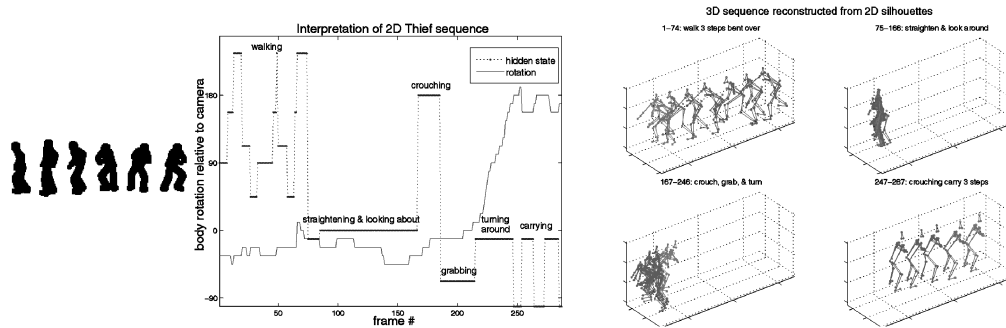 Interpretation of 2D Thief sequence
walking
hidden state
rotation
crouching
180
90
0
−90
body rotation relative to camera
straightening & looking about
turning
around
carrying
grabbing
50
100
150
200
250
frame #
3D sequence reconstructed from 2D silhouettes
1−74: walk 3 steps bent over
75−166: straighten & look around
167−246: crouch, grab, & turn
247−287: crouching carry 3 steps